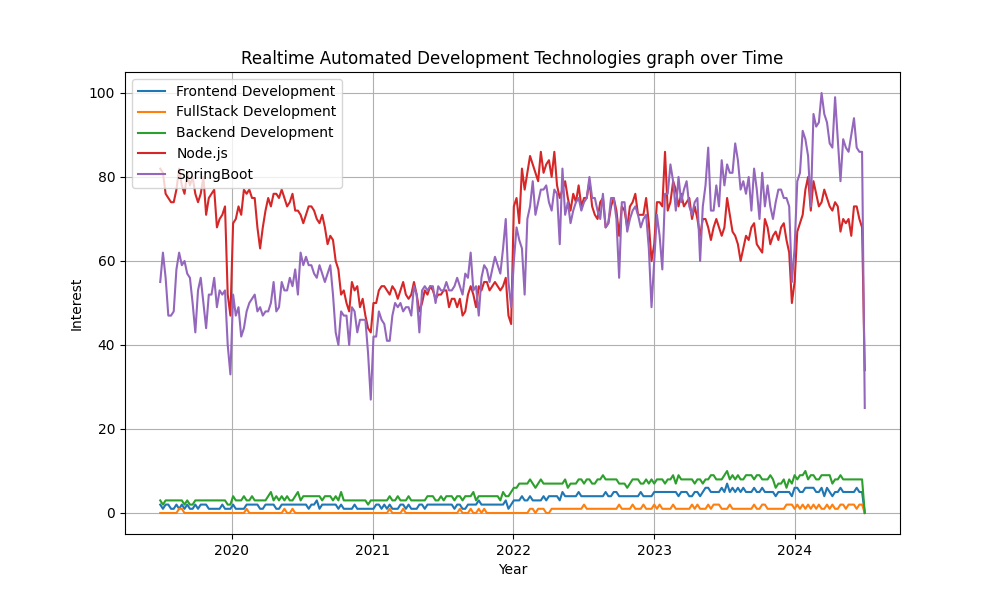 Realtime Automated Development Technologies graph over Time
Frontend Development
FullStack Development
Backend Development
Node.js
SpringBoot
100
80
60
40
20
0
Interest
2020
2021
2022
2023
2024
Year